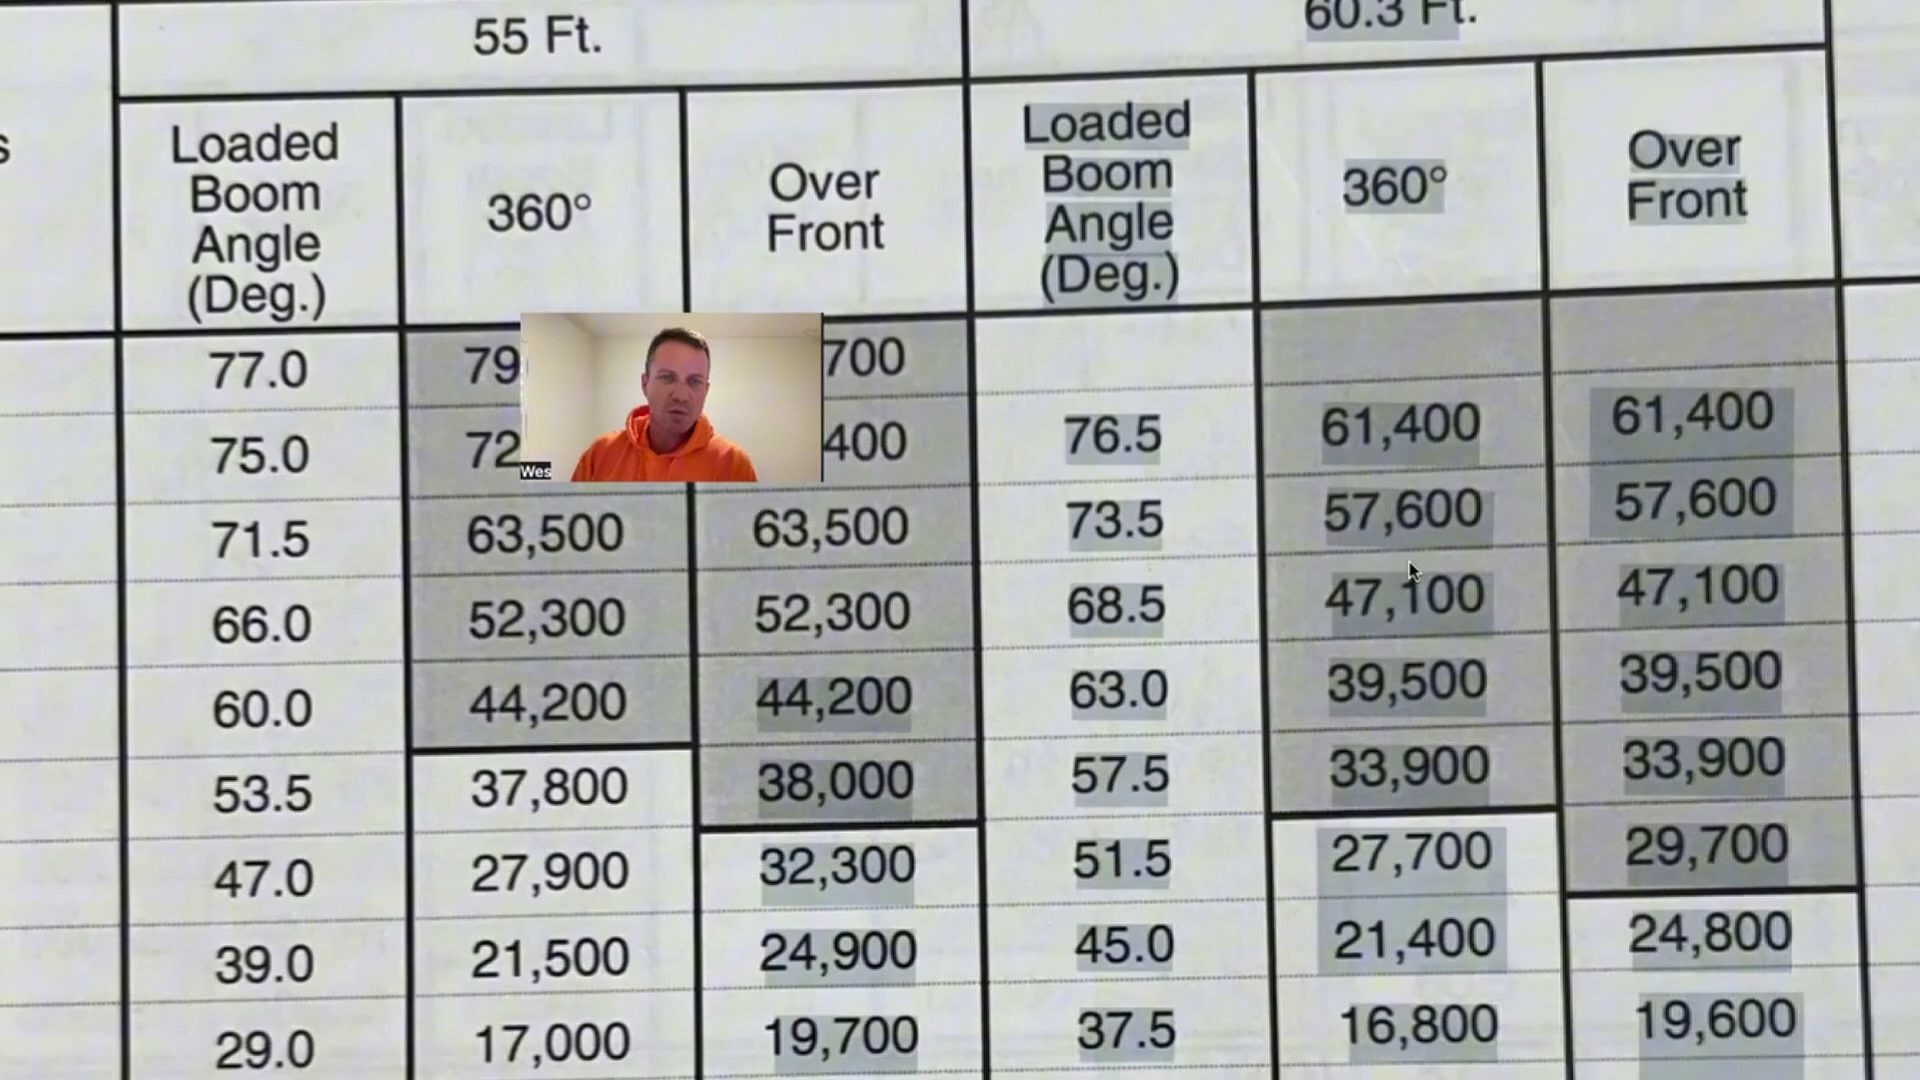 55 Ft.
60.3 Ft.
Loaded
Boom
Angle
(Deg.)
360°
Over
Front
Loaded
Boom
Angle
(Deg.)
360°
Over
Front
77.0
75.0 76.5 61,400 61,400
71.5 63,500 63,500 73.5 57,600 57,600
66.0 52,300 52,300 68.5 47,100 47,100
60.0 44,200 44,200 63.0 39,500 39,500
53.5 37,800 38,000 57.5 33,900 33,900
47.0 27,900 32,300 51.5 27,700 29,700
39.0 21,500 24,900 45.0 21,400 24,800
29.0 17,000 19,700 37.5 16,800 19,600
Wes